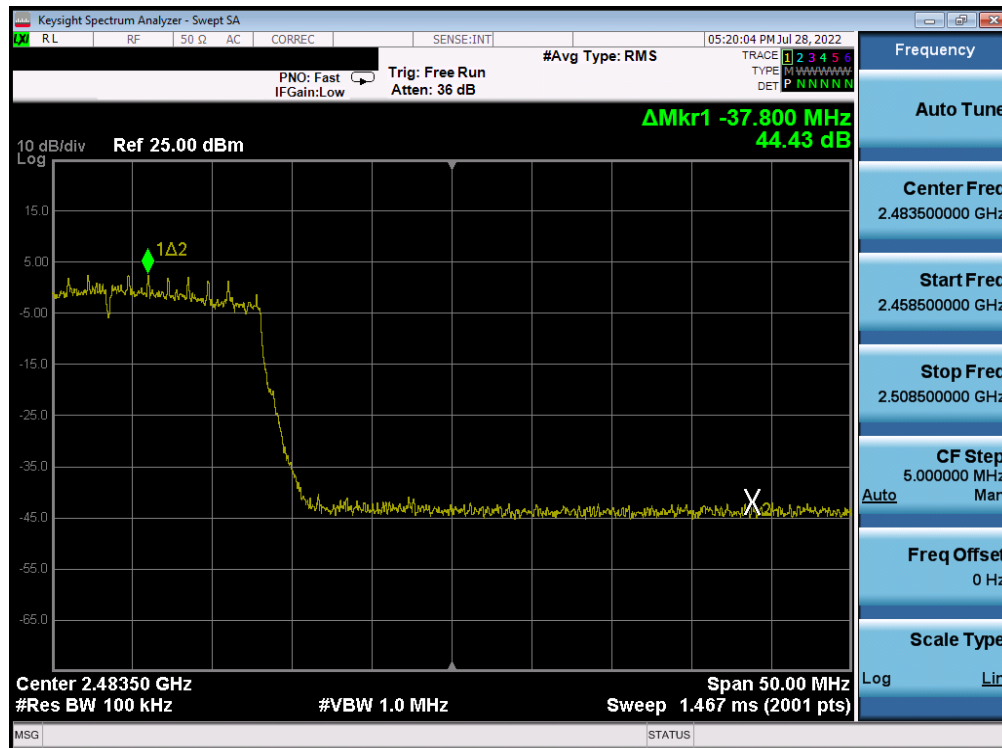 Keysight Spectrum Analyzer - Swept SA
LXI RL RF 50 Ω AC CORREC SENSE:INT 05:20:04 PM Jul 28, 2022
#Avg Type: RMS
TRACE 1 2 3 4 5 6
TYPE M W W W W W
DET P N N N N N
PNO: Fast
IFGain:Low
Trig: Free Run
Atten: 36 dB
ΔMkr1 -37.800 MHz
44.43 dB
10 dB/div
Log
Ref 25.00 dBm
15.0
5.00
-5.00
-15.0
-25.0
-35.0
-45.0
-55.0
-65.0
1Δ2
X2
Center 2.48350 GHz
Span 50.00 MHz
#Res BW 100 kHz
#VBW 1.0 MHz
Sweep 1.467 ms (2001 pts)
MSG
STATUS
Frequency
Auto Tune
Center Freq
2.483500000 GHz
Start Freq
2.458500000 GHz
Stop Freq
2.508500000 GHz
CF Step
5.000000 MHz
Auto Man
Freq Offset
0 Hz
Scale Type
Log Lin